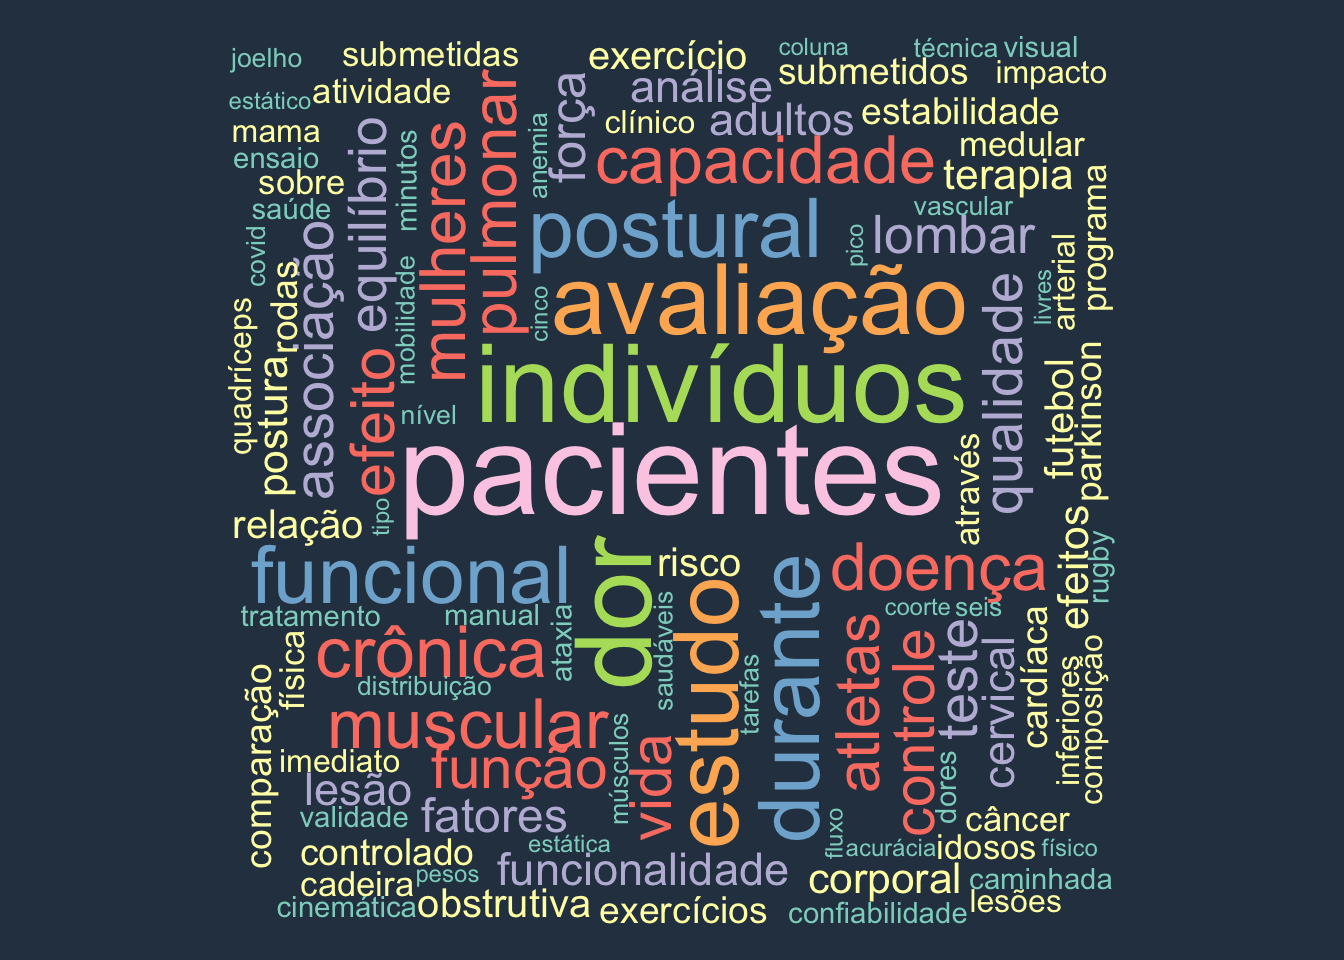 joelho
submetidas
exercício
coluna
técnica
visual
estático
atividade
força
análise
submetidos
impacto
mama
equilíbrio
minutos
mulheres
pulmonar
anemia
clínico
adultos
estabilidade
ensaio
capacidade
medular
sobre
terapia
programa
saúde
postural
vascular
covid
rodas
associação
mobilidade
cinco
avaliação
pico
lombar
livres
arterial
quadríceps
postura
efeito
nível
indivíduos
qualidade
futebol
parkinson
pacientes
através
relação
tipo
funcional
dor
risco
durante
doença
efeitos
rugby
tratamento
manual
ataxia
saudáveis
estudo
coorte
seis
física
crônica
tarefas
atletas
controle
teste
cervical
cardíaca
inferiores
composição
comparação
distribuição
muscular
músculos
vida
imediato
função
lesão
dores
validade
fatores
câncer
controlado
estática
fluxo
acurácia
idosos
físico
cadeira
pesos
funcionalidade
corporal
caminhada
cinemática
obstrutiva
exercícios
confiabilidade
lesões